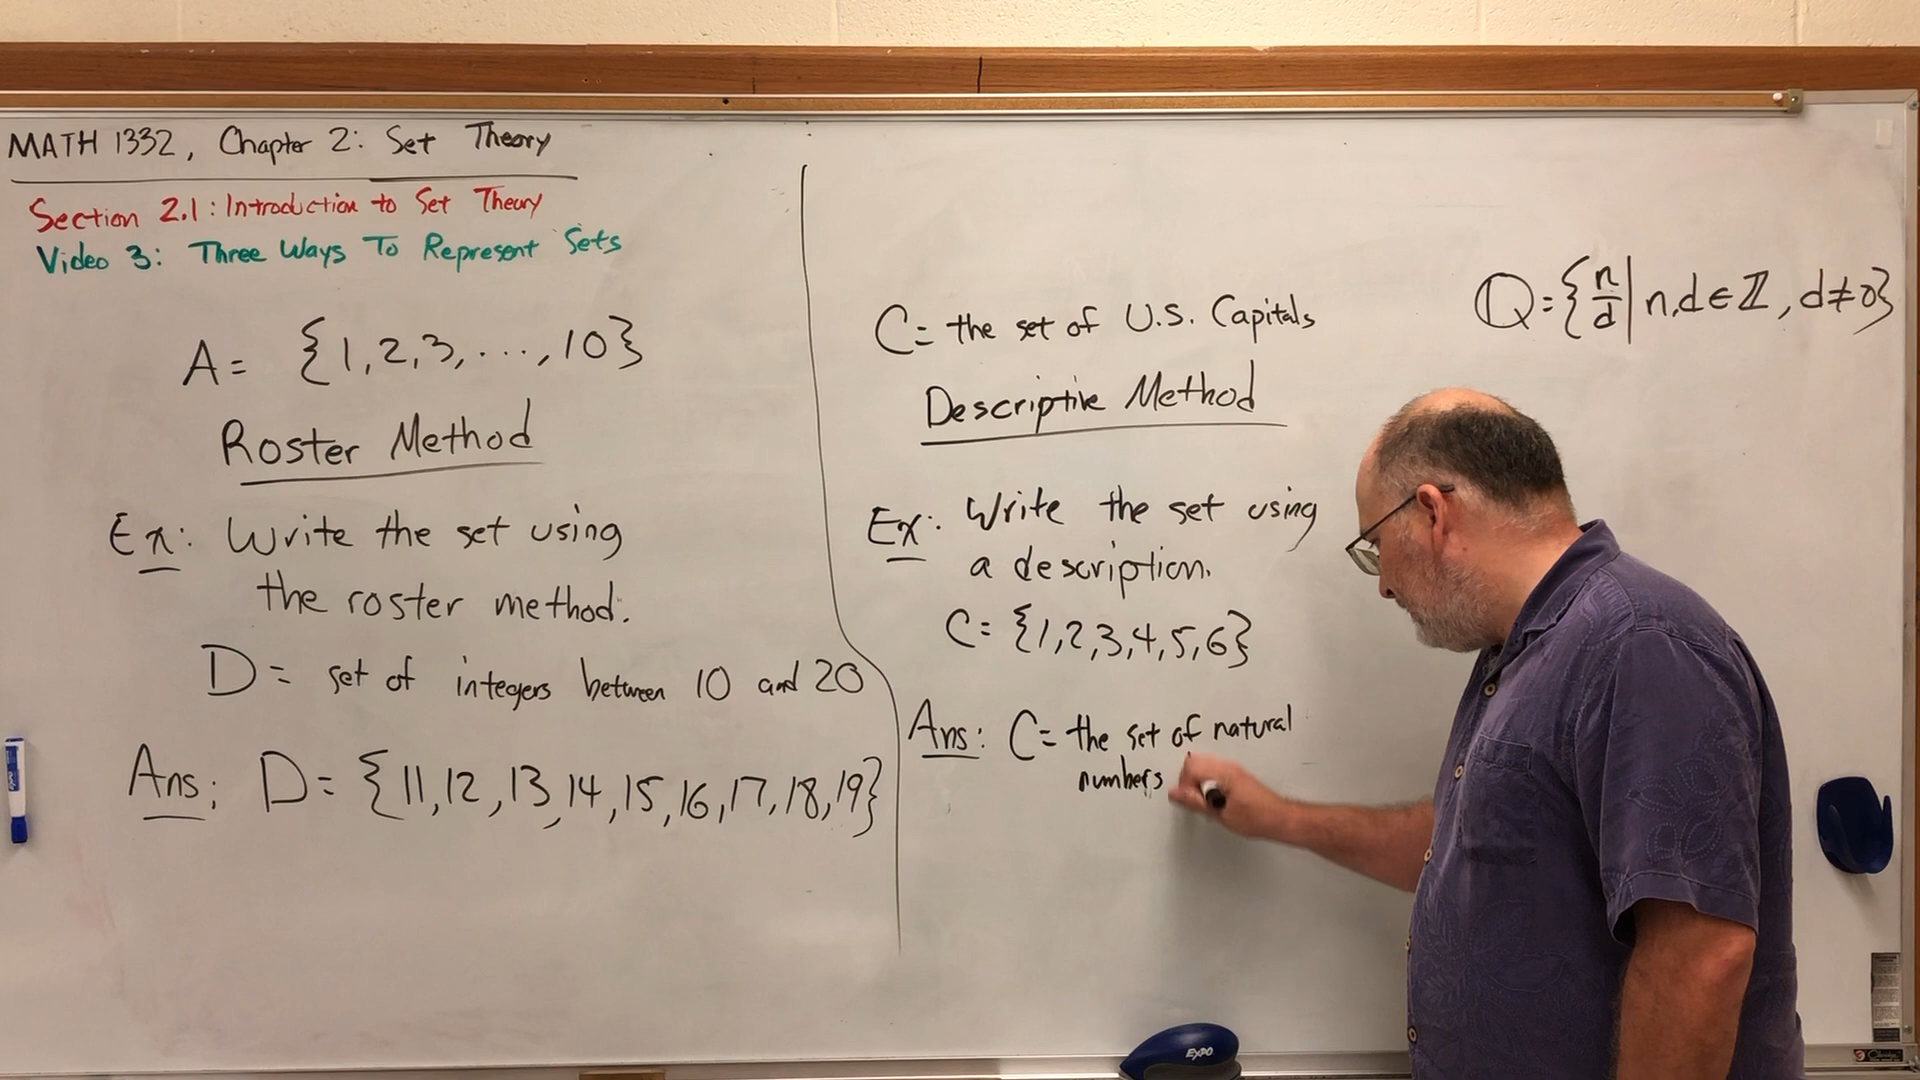 MATH 1332, Chapter 2: Set Theory
Section 2.1: Introduction to Set Theory
Video 3: Three Ways To Represent Sets
A = {1,2,3,...,10}
Roster Method
Ex: Write the set using
the roster method.
D = set of integers between 10 and 20
Ans: D = {11,12,13,14,15,16,17,18,19}
C = the set of U.S. Capitals
Descriptive Method
Ex: Write the set using
a description.
C = {1,2,3,4,5,6}
Ans: C = the set of natural
numbers
ℚ = {n/d | n,d ∈ ℤ, d ≠ 0}
EXPO